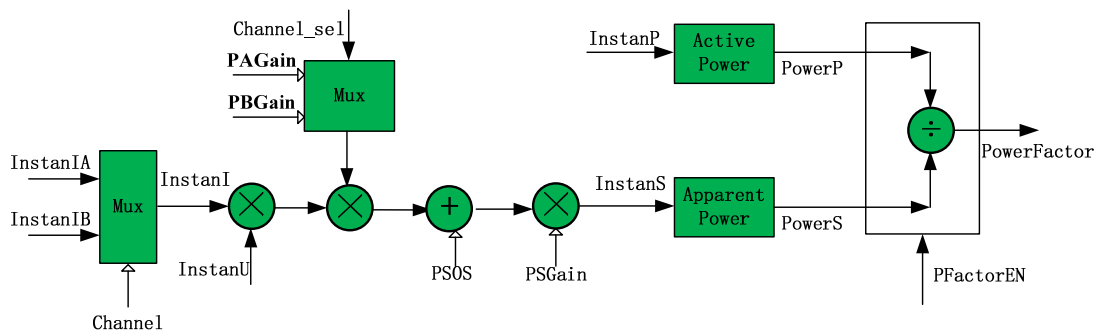 Channel_sel
PAGain
PBGain
Mux
InstanP
Active
Power
PowerP
÷
PowerFactor
InstanIA
InstanIB
Mux
InstanI
×
InstanU
×
+
PSOS
×
PSGain
InstanS
Apparent
Power
PowerS
PFactorEN
Channel